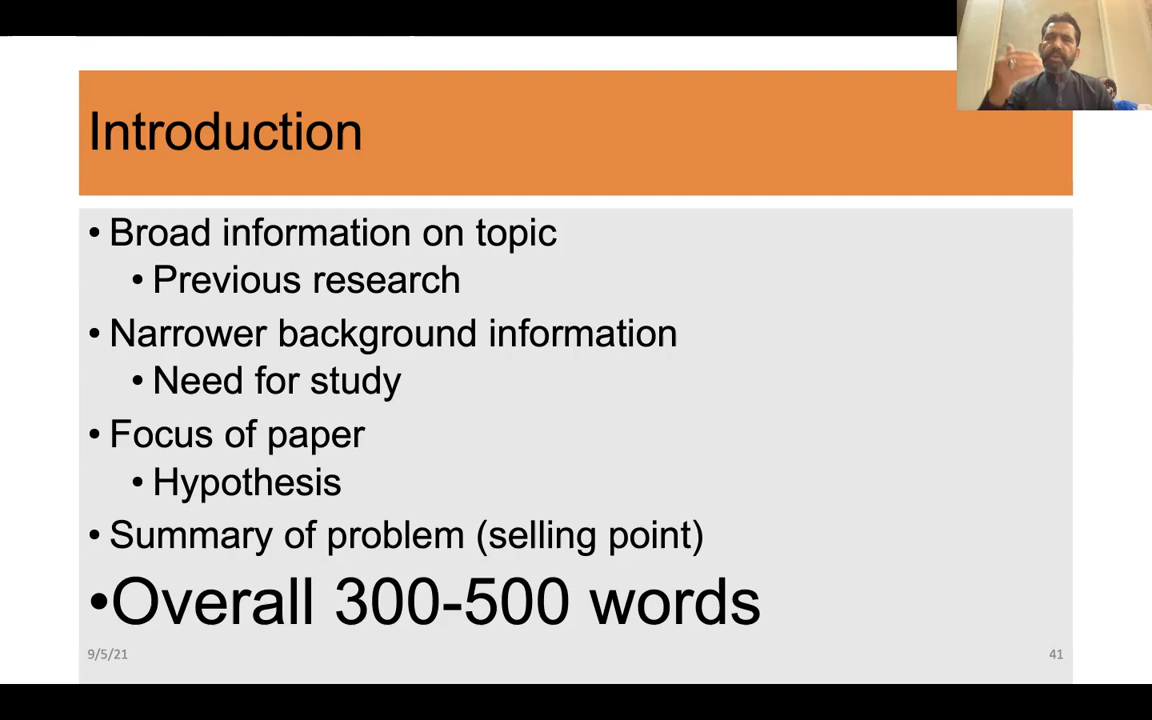 Introduction
• Broad information on topic
• Previous research
• Narrower background information
• Need for study
• Focus of paper
• Hypothesis
• Summary of problem (selling point)
•Overall 300-500 words
9/5/21
41